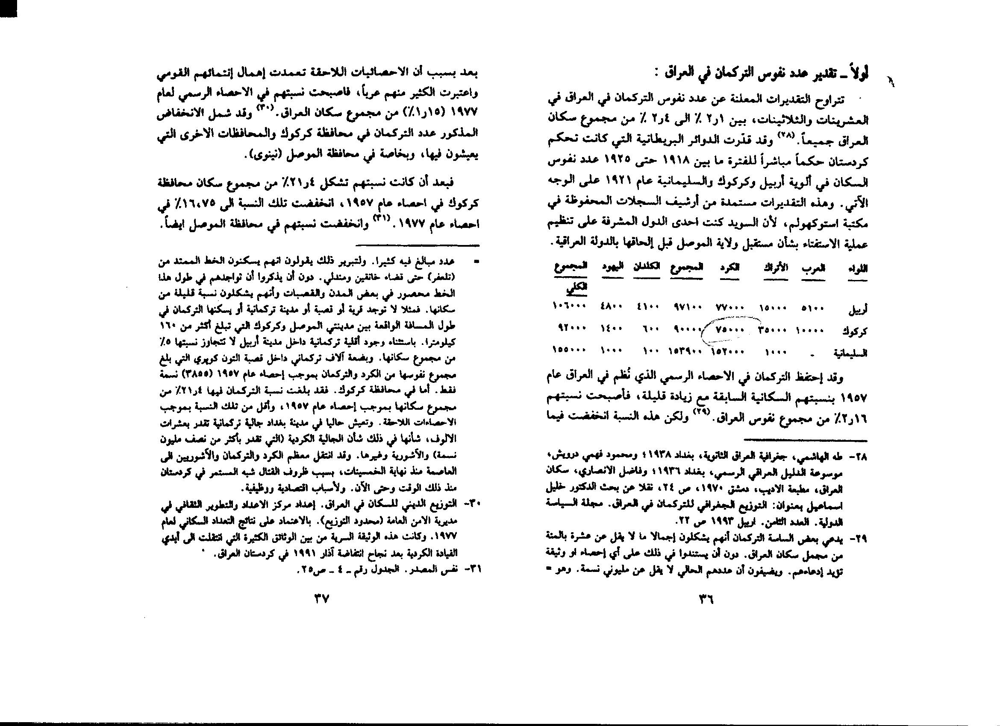 أولاً ـ تقدير عدد نفوس التركمان في العراق :
تتراوح التقديرات المعلنة عن عدد نفوس التركمان في العراق في
العشرينات والثلاثينات، بين ١ر٢ ٪ الى ٤ر٢ ٪ من مجموع سكان
العراق جميعاً.(٢٨) وقد قدّرت الدوائر البريطانية التي كانت تحكم
كردستان حكماً مباشراً للفترة ما بين ١٩١٨ حتى ١٩٢٥ عدد نفوس
السكان في ألوية أربيل وكركوك والسليمانية عام ١٩٢١ على الوجه
الآتي. وهذه التقديرات مستمدة من أرشيف السجلات المحفوظة في
مكتبة استوكهولم، لأن السويد كنت احدى الدول المشرفة على تنظيم
عملية الاستفتاء بشأن مستقبل ولاية الموصل قبل إلحاقها بالدولة العراقية.
اللواء العرب الأتراك الكرد المجموع الكلدان اليهود المجموع
الكلي
أربيل ٥١٠٠ ١٥٠٠٠ ٧٧٠٠٠ ٩٧١٠٠ ٤١٠٠ ٤٨٠٠ ١٠٦٠٠٠
كركوك ١٠٠٠٠ ٣٥٠٠٠ ٧٥٠٠٠ ٩٠٠٠٠ ٦٠٠ ١٤٠٠ ٩٢٠٠٠
السليمانية - ١٠٠٠ ١٥٢٠٠٠ ١٥٣٩٠٠ ١٠٠ ١٠٠٠ ١٥٥٠٠٠
وقد إحتفظ التركمان في الاحصاء الرسمي الذي نُظم في العراق عام
١٩٥٧ بنسبتهم السكانية السابقة مع زيادة قليلة، فأصبحت نسبتهم
١٦ر٢٪ من مجموع نفوس العراق.(٢٩) ولكن هذه النسبة انخفضت فيما
٢٨- طه الهاشمي، جغرافية العراق الثانوية، بغداد ١٩٣٨؛ ومحمود فهمي درويش،
موسوعة الدليل العراقي الرسمي، بغداد ١٩٣٦؛ وفاضل الانصاري، سكان
العراق، مطبعة الاديب، دمشق ١٩٧٠، ص ٢٤، نقلا عن بحث الدكتور خليل
اسماعيل بعنوان: التوزيع الجغرافي للتركمان في العراق. مجلة السياسة
الدولية. العدد الثامن. اربيل ١٩٩٣ ص ٢٢.
٢٩- يدعي بعض الساسة التركمان أنهم يشكلون إجمالا ما لا يقل عن عشرة بالمئة
من مجمل سكان العراق. دون أن يستندوا في ذلك على أي إحصاء او وثيقة
تؤيد إدعاءهم. ويضيفون أن عددهم الحالي لا يقل عن مليوني نسمة. وهو =
٣٦
بعد بسبب أن الاحصائيات اللاحقة تعمدت إهمال إنتمائهم القومي
واعتبرت الكثير منهم عرباً، فاصبحت نسبتهم في الاحصاء الرسمي لعام
١٩٧٧ (١٥ر١٪) من مجموع سكان العراق.(٣٠) وقد شمل الانخفاض
المذكور عدد التركمان في محافظة كركوك والمحافظات الاخرى التي
يعيشون فيها، وبخاصة في محافظة الموصل (نينوى).
فبعد أن كانت نسبتهم تشكل ٤ر٢١٪ من مجموع سكان محافظة
كركوك في احصاء عام ١٩٥٧، انخفضت تلك النسبة الى ١٦،٧٥٪ في
احصاء عام ١٩٧٧.(٣١) وانخفضت نسبتهم في محافظة الموصل ايضاً.
= عدد مبالغ فيه كثيرا. ولتبرير ذلك يقولون انهم يسكنون الخط الممتد من
(تلعفر) حتى قضاء خانقين ومندلي. دون أن يذكروا أن تواجدهم في طول هذا
الخط محصور في بعض المدن والقصبات وأنهم يشكلون نسبة قليلة من
سكانها. فمثلا لا توجد قرية أو قصبة أو مدينة تركمانية أو يسكنها التركمان في
طول المسافة الواقعة بين مدينتي الموصل وكركوك التي تبلغ أكثر من ١٦٠
كيلومترا. باستثناء وجود أقلية تركمانية داخل مدينة أربيل لا تتجاوز نسبتها ٥٪
من مجموع سكانها. وبضعة آلاف تركماني داخل قصبة التون كوپري التي بلغ
مجموع نفوسها من الكرد والتركمان بموجب إحصاء عام ١٩٥٧ (٣٨٥٥) نسمة
فقط. أما في محافظة كركوك. فقد بلغت نسبة التركمان فيها ٤ر٢١٪ من
مجموع سكانها بموجب إحصاء عام ١٩٥٧، وأقل من تلك النسبة بموجب
الاحصاءات اللاحقة. وتعيش حاليا في مدينة بغداد جالية تركمانية تقدر بعشرات
الالوف، شأنها في ذلك شأن الجالية الكردية (التي تقدر بأكثر من نصف مليون
نسمة) والآشورية وغيرها. وقد انتقل معظم الكرد والتركمان والآشوريين الى
العاصمة منذ نهاية الخمسينات، بسبب ظروف القتال شبه المستمر في كردستان
منذ ذلك الوقت وحتى الآن. ولأسباب اقتصادية ووظيفية.
٣٠- التوزيع الديني للسكان في العراق. إعداد مركز الاعداد والتطوير الثقافي في
مديرية الامن العامة (محدود التوزيع). بالاعتماد على نتائج التعداد السكاني لعام
١٩٧٧. وكانت هذه الوثيقة السرية من بين الوثائق الكثيرة التي انتقلت الى أيدي
القيادة الكردية بعد نجاح انتفاضة آذار ١٩٩١ في كردستان العراق.
٣١- نفس المصدر. الجدول رقم ـ ٤ ـ ص٢٥.
٣٧